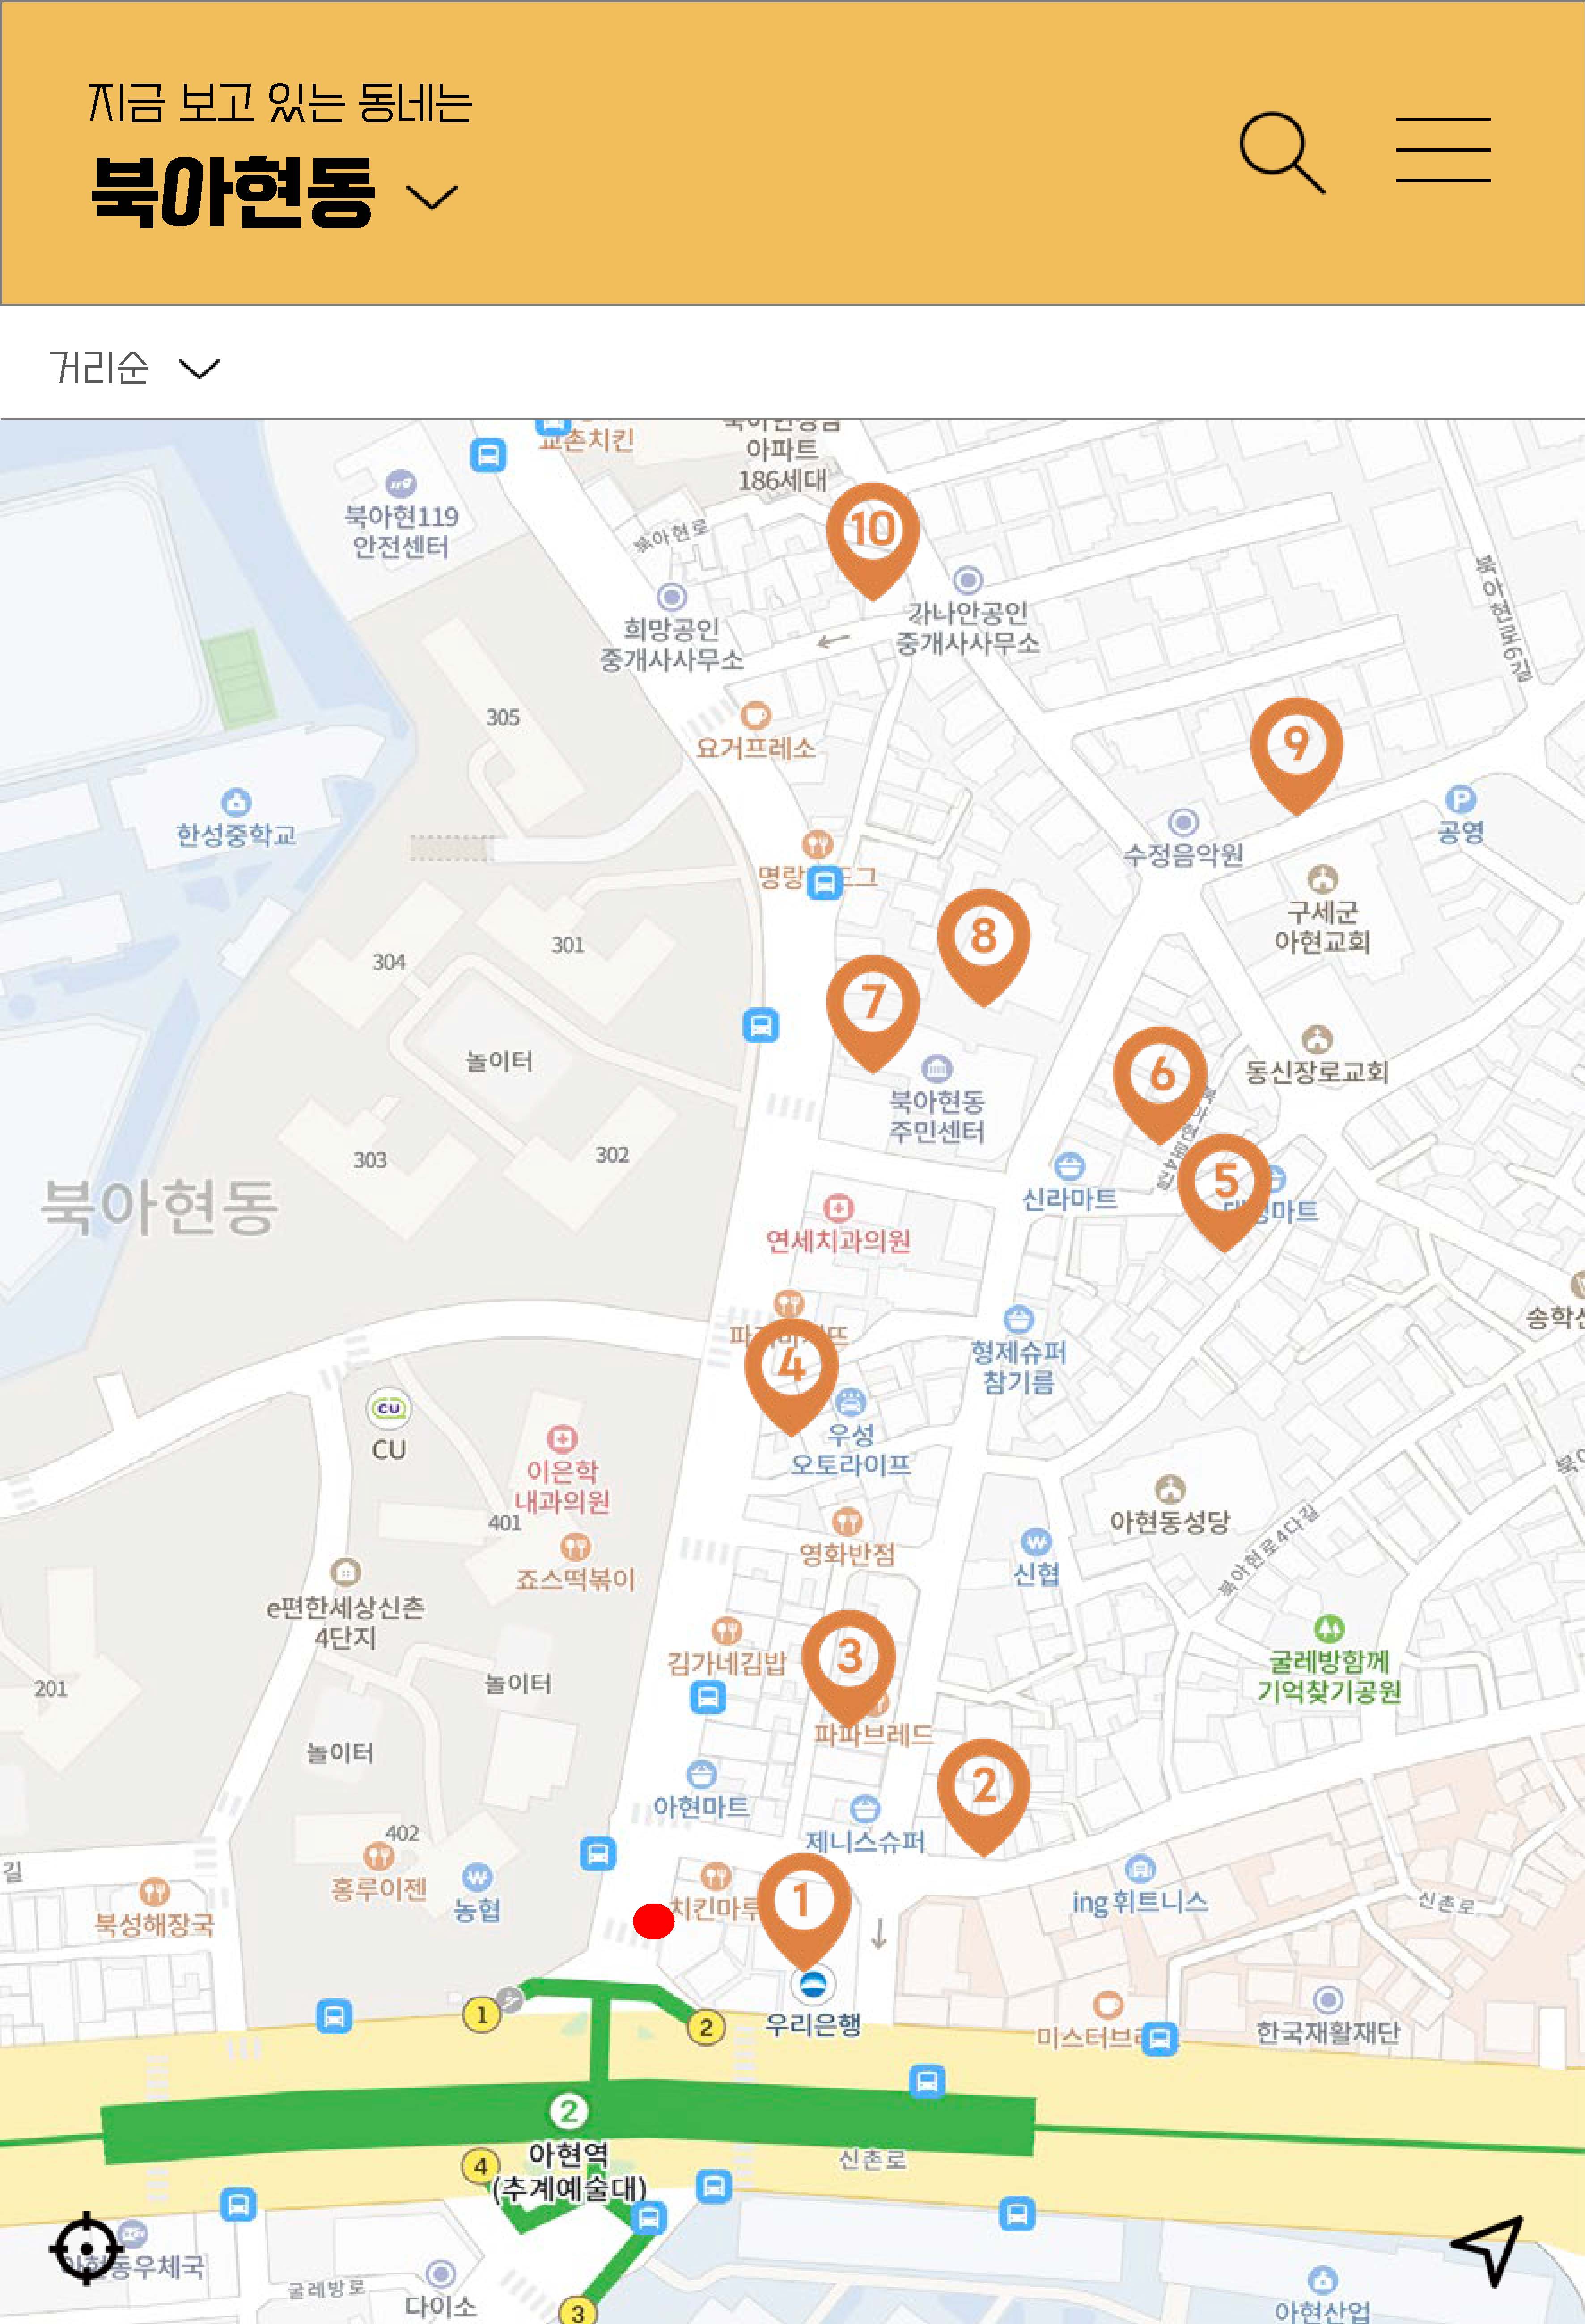 지금 보고 있는 동네는
북아현동
거리순
교촌치킨
아파트
186세대
북아현119
안전센터
북아현로
10
희망공인
중개사사무소
가나안공인
중개사사무소
북아현로6길
305
요거프레소
9
한성중학교
수정음악원
P
공영
명랑
도그
구세군
아현교회
8
304
301
7
놀이터
북아현동
주민센터
6
동신장로교회
북아현로4길
303
302
신라마트
5
마트
북아현동
연세치과의원
4
형제슈퍼
참기름
CU
CU
우성
오토라이프
이은학
내과의원
401
아현동성당
죠스떡볶이
영화반점
신협
북아현로4다길
e편한세상신촌
4단지
김가네김밥
3
굴레방함께
기억찾기공원
201
놀이터
파파브레드
놀이터
2
아현마트
제니스슈퍼
402
길
홍루이젠
농협
북성해장국
치킨마루
1
ing휘트니스
신촌로
1
2
우리은행
미스터브
한국재활재단
2
아현역
(추계예술대)
4
신촌로
아현동우체국
굴레방로
다이소
3
아현산업